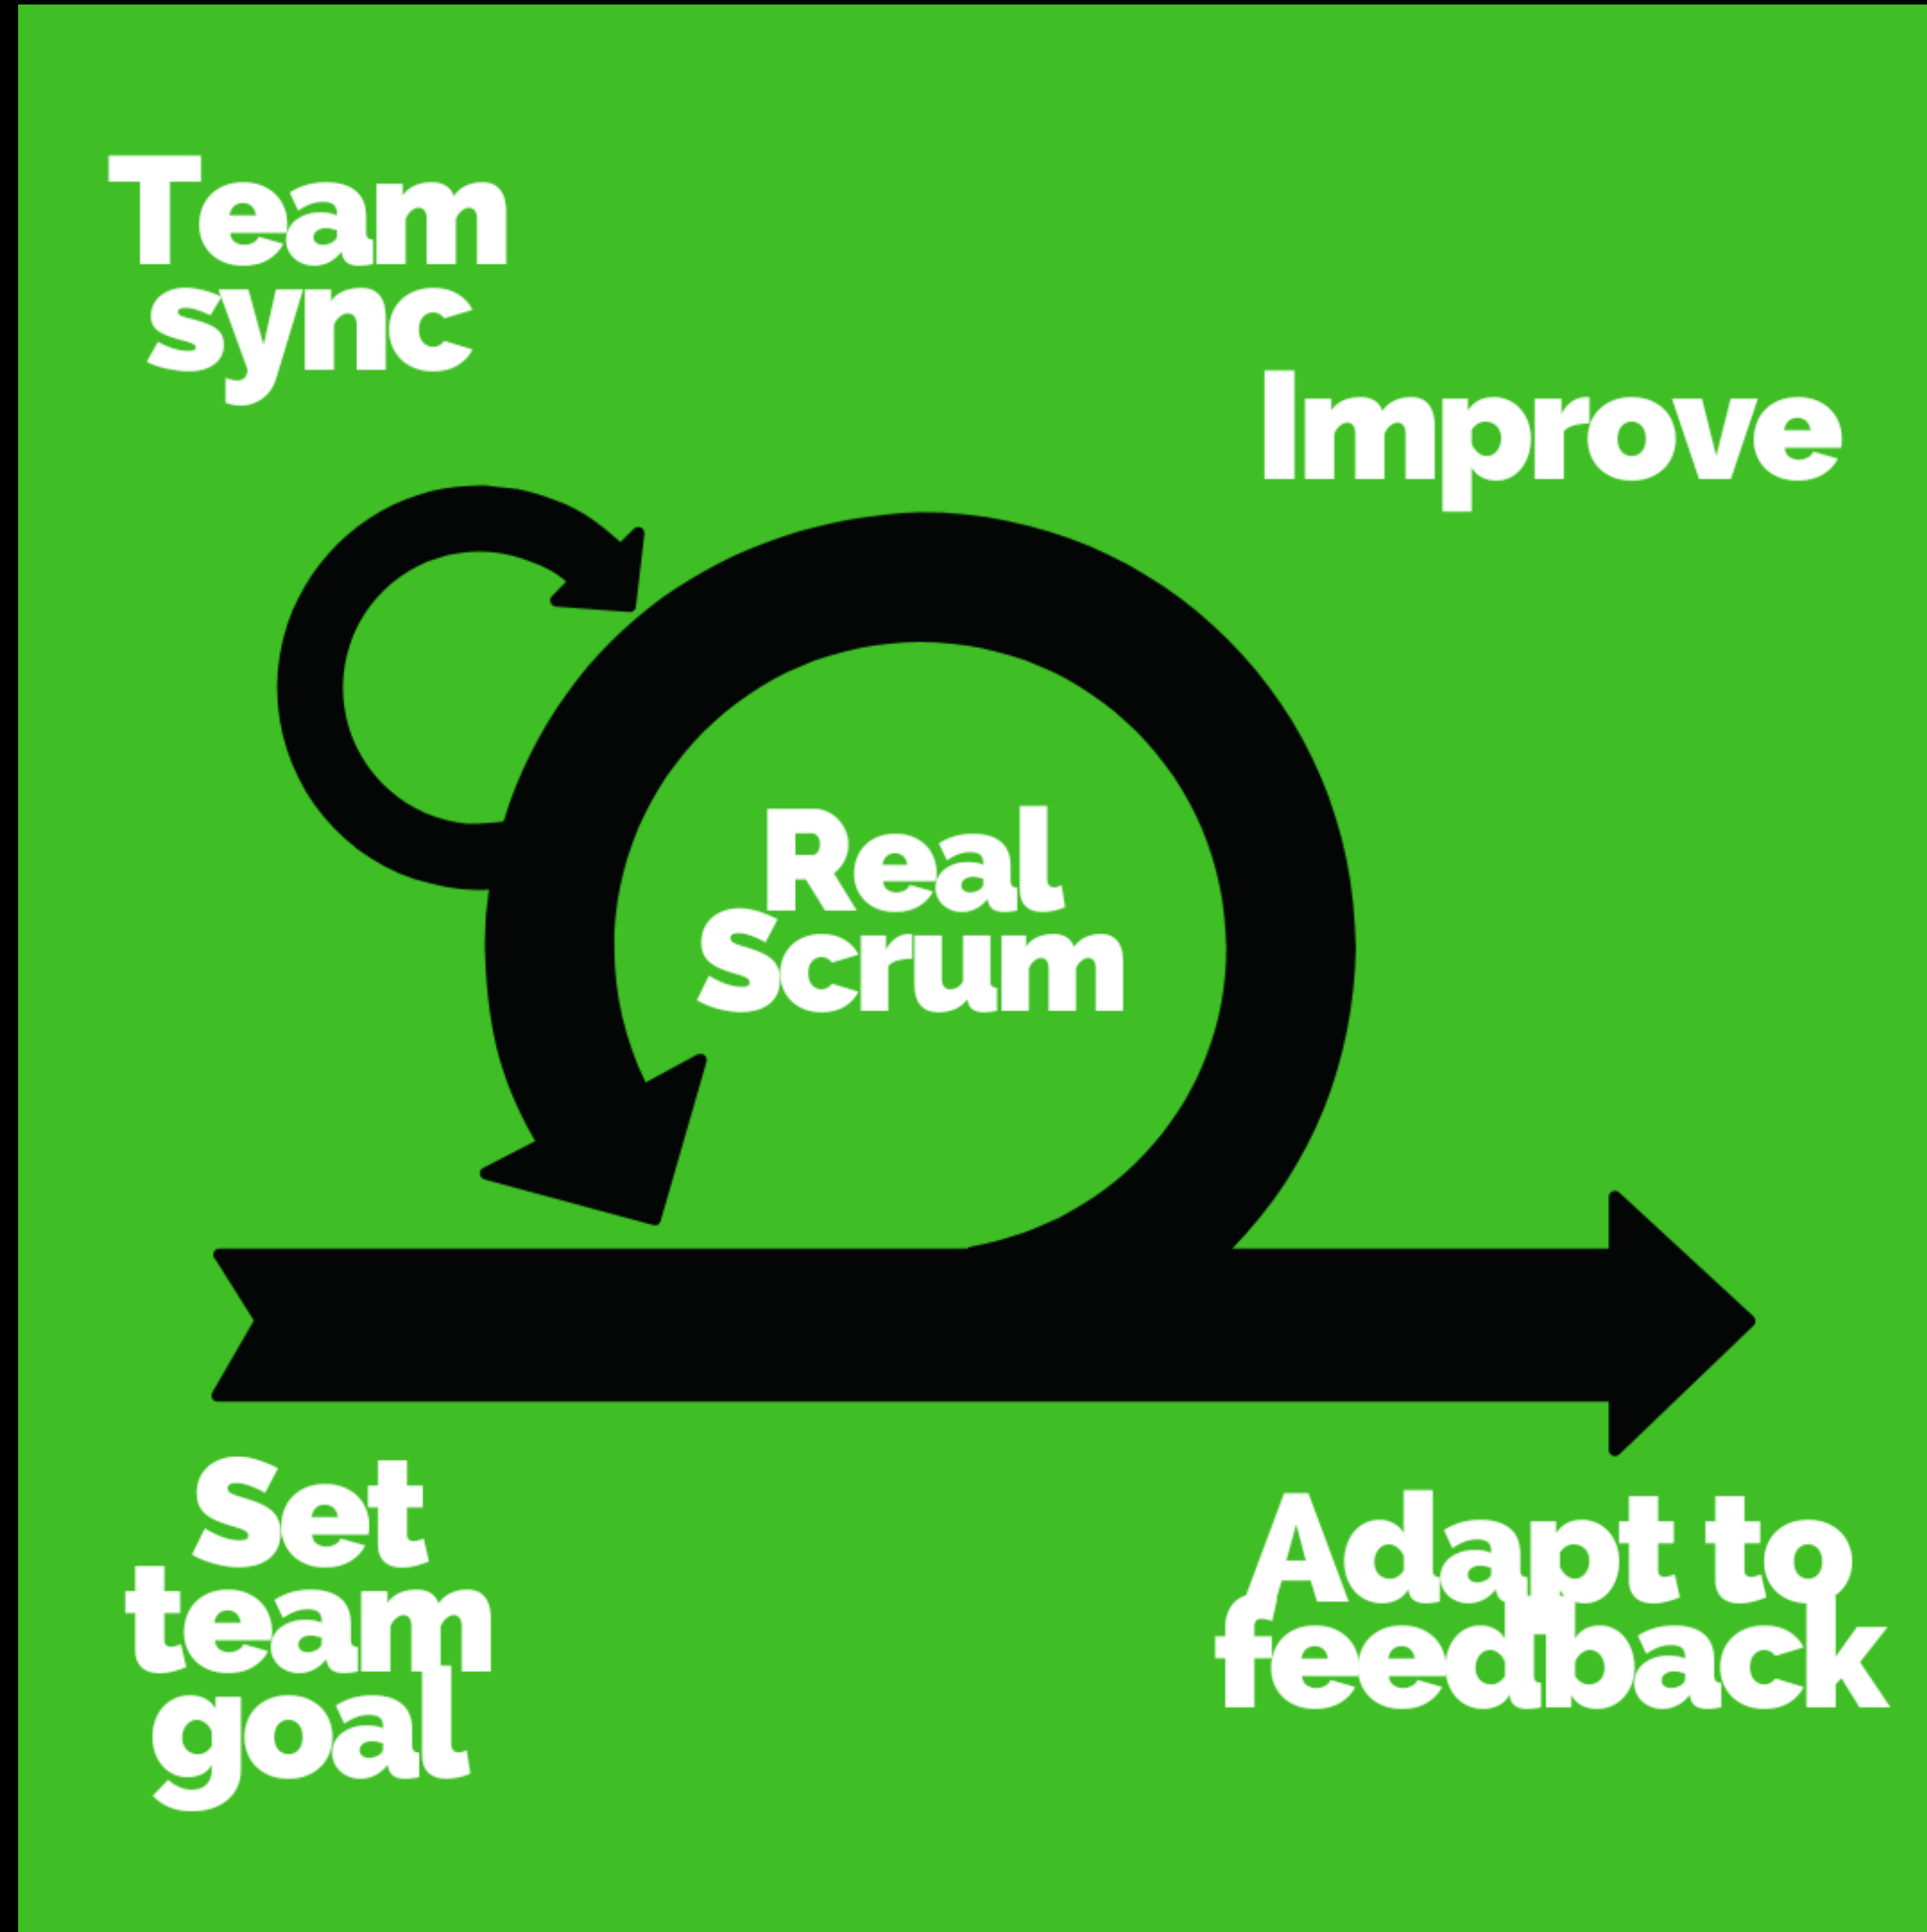 Team
sync
Improve
Real
Scrum
Set
team
goal
Adapt to
feedback